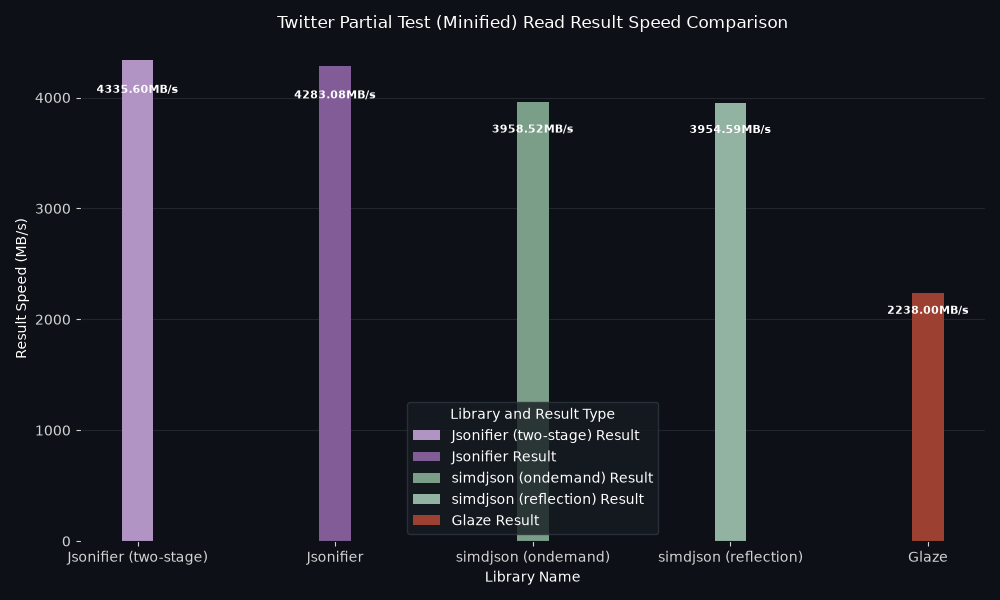 Twitter Partial Test (Minified) Read Result Speed Comparison
4335.60MB/s
4283.08MB/s
3958.52MB/s
3954.59MB/s
2238.00MB/s
Result Speed (MB/s)
4000
3000
2000
1000
0
Library and Result Type
Jsonifier (two-stage) Result
Jsonifier Result
simdjson (ondemand) Result
simdjson (reflection) Result
Glaze Result
Jsonifier (two-stage)
Jsonifier
simdjson (ondemand)
simdjson (reflection)
Glaze
Library Name